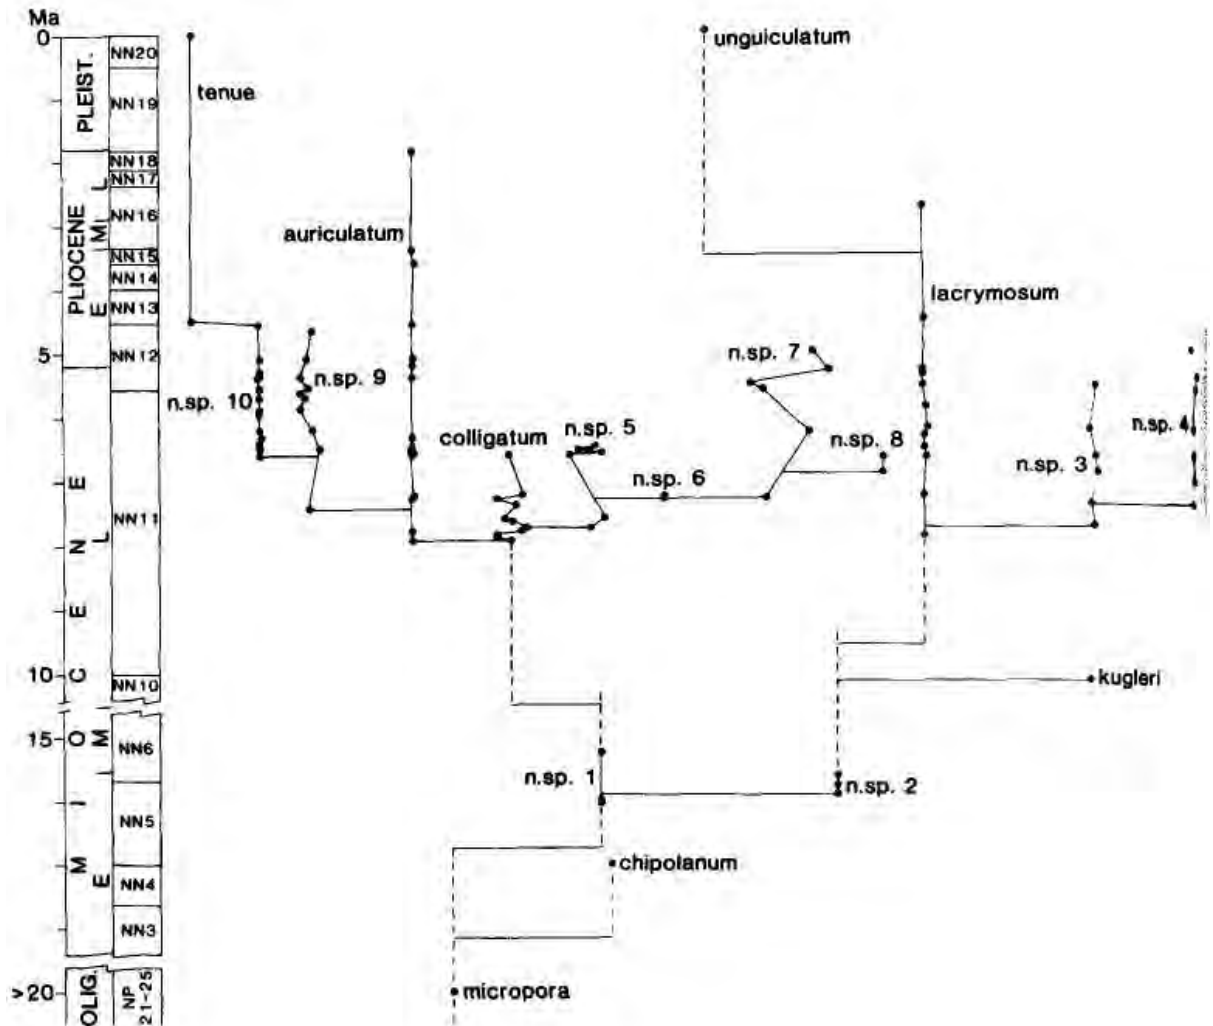 Ma
0
5
10
15
>20
PLEIST.
PLIOCENE
E M L
MIOCENE
E M L
OLIG.
NN20
NN19
NN18
NN17
NN16
NN15
NN14
NN13
NN12
NN11
NN10
NN6
NN5
NN4
NN3
NP
21-25
tenue
unguiculatum
auriculatum
lacrymosum
n.sp. 7
n.sp. 9
n.sp. 10
n.sp. 5
n.sp. 4
colligatum
n.sp. 8
n.sp. 3
n.sp. 6
kugleri
n.sp. 1
n.sp. 2
chipolanum
micropora